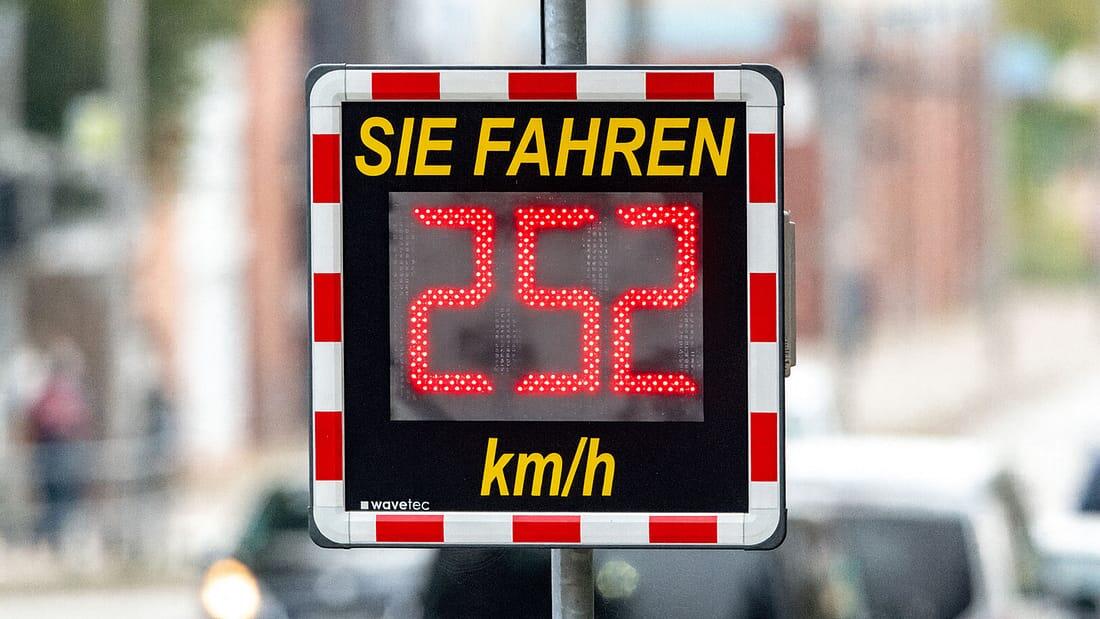 SIE FAHREN
252
km/h
wavetec